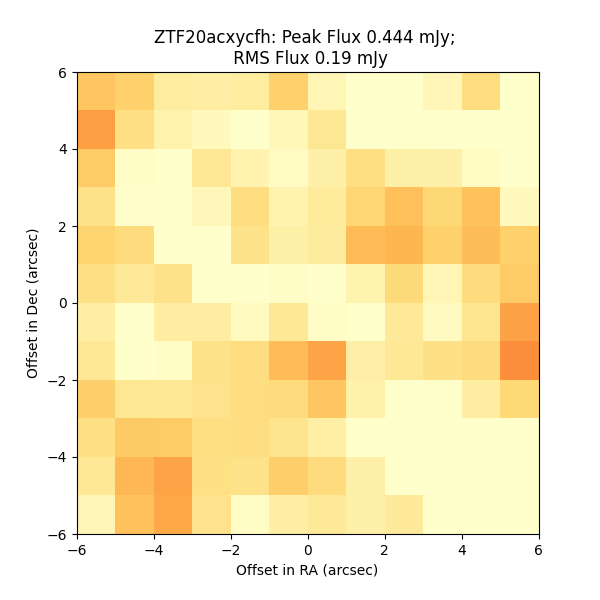 ZTF20acxycfh: Peak Flux 0.444 mJy;
RMS Flux 0.19 mJy
6
4
2
0
−2
−4
−6
Offset in Dec (arcsec)
−6 −4 −2 0 2 4 6
Offset in RA (arcsec)